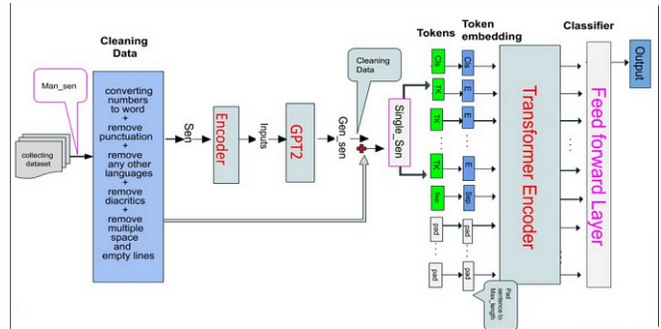 Cleaning
Data
Man_sen
collecting
dataset
converting
numbers
to word
+
remove
punctuation
+
remove
any other
languages
+
remove
diacritics
+
remove
multiple
space
and
empty lines
Sen
Encoder
Inputs
GPT2
Gen_sen
Cleaning
Data
Single_Sen
Tokens
Cls
TK
TK
TK
Sep
pad
pad
Token
embedding
Cls
E
E
E
Sep
pad
pad
Pad
sentence to
Max_length
Transformer Encoder
Classifier
Feed forward Layer
Output